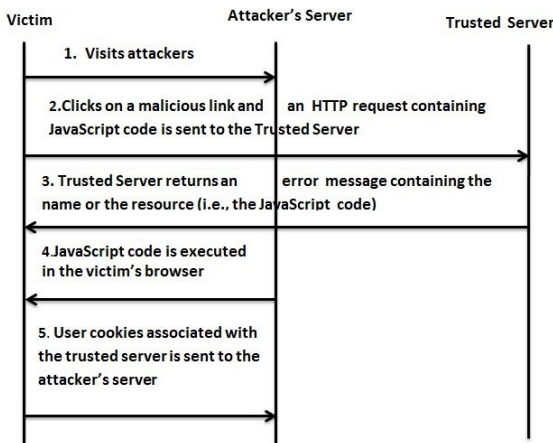 Victim
Attacker's Server
Trusted Server
1. Visits attackers
2.Clicks on a malicious link and an HTTP request containing
JavaScript code is sent to the Trusted Server
3. Trusted Server returns an error message containing the
name or the resource (i.e., the JavaScript code)
4.JavaScript code is executed
in the victim's browser
5. User cookies associated with
the trusted server is sent to the
attacker's server